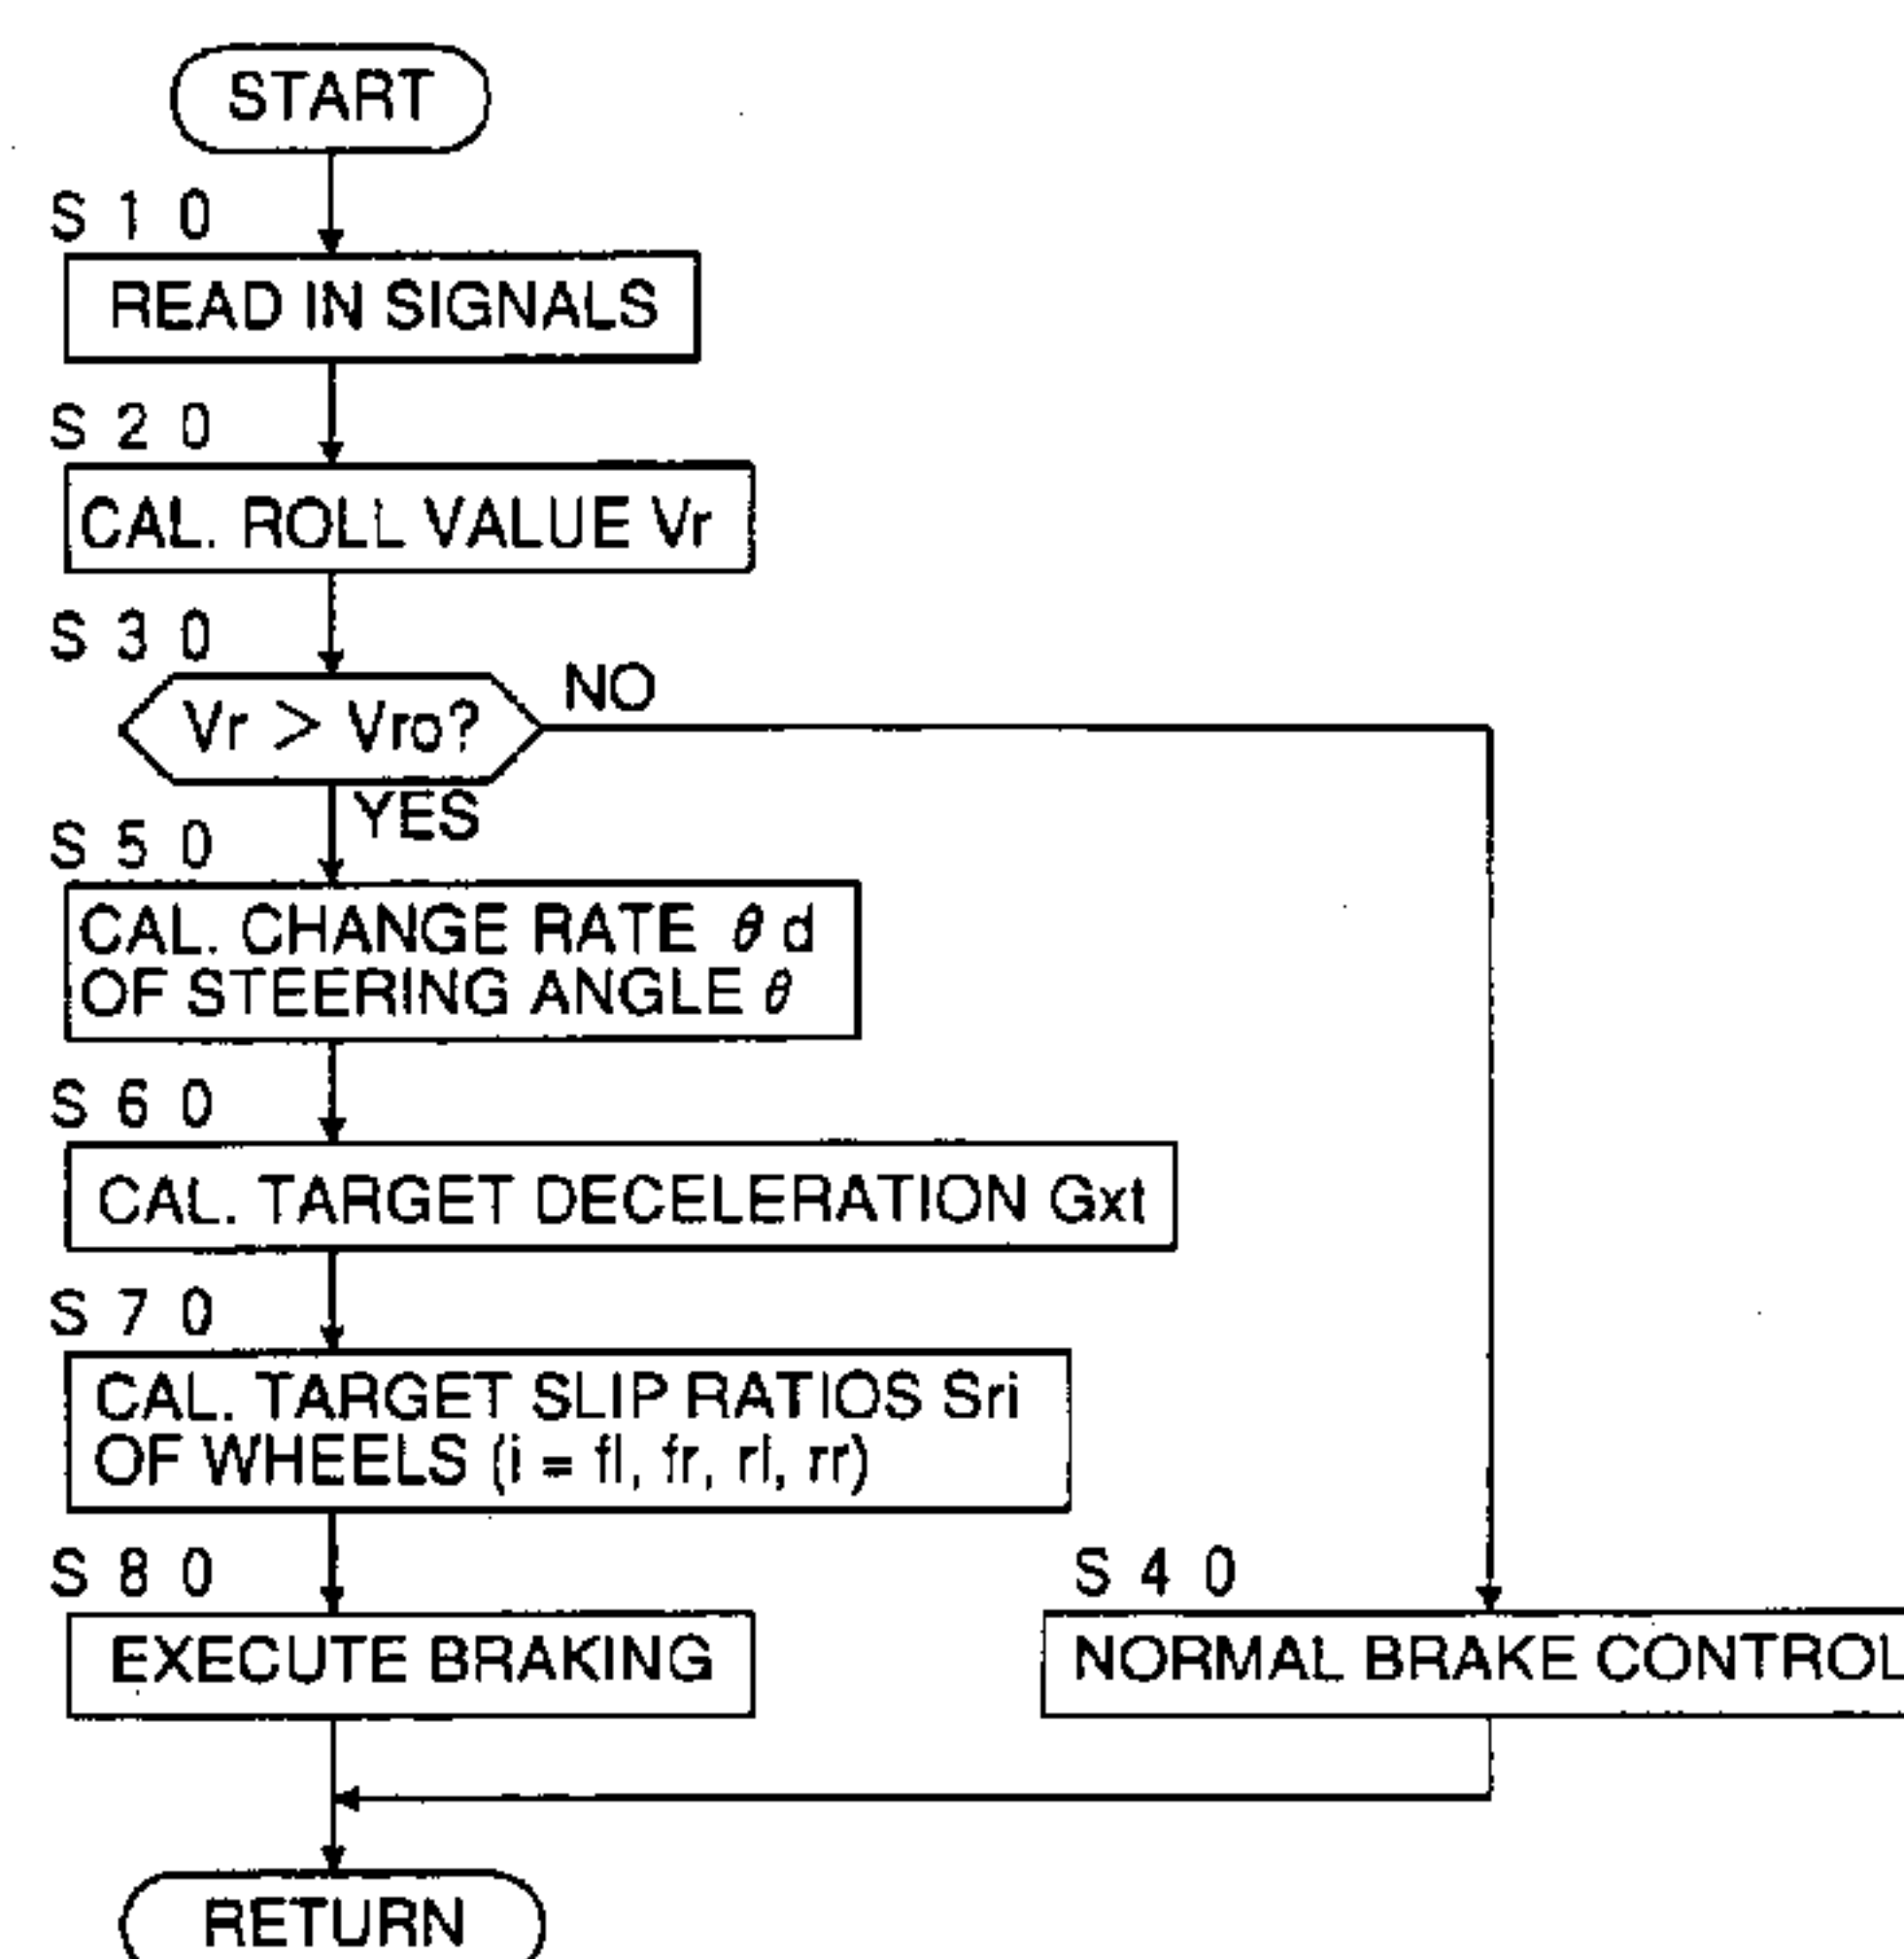 START
S 1 0
READ IN SIGNALS
S 2 0
CAL. ROLL VALUE Vr
S 3 0
Vr > Vro?
NO
YES
S 5 0
CAL. CHANGE RATE θ d
OF STEERING ANGLE θ
S 6 0
CAL. TARGET DECELERATION Gxt
S 7 0
CAL. TARGET SLIP RATIOS Sri
OF WHEELS (i = fl, fr, rl, rr)
S 8 0
EXECUTE BRAKING
S 4 0
NORMAL BRAKE CONTROL
RETURN